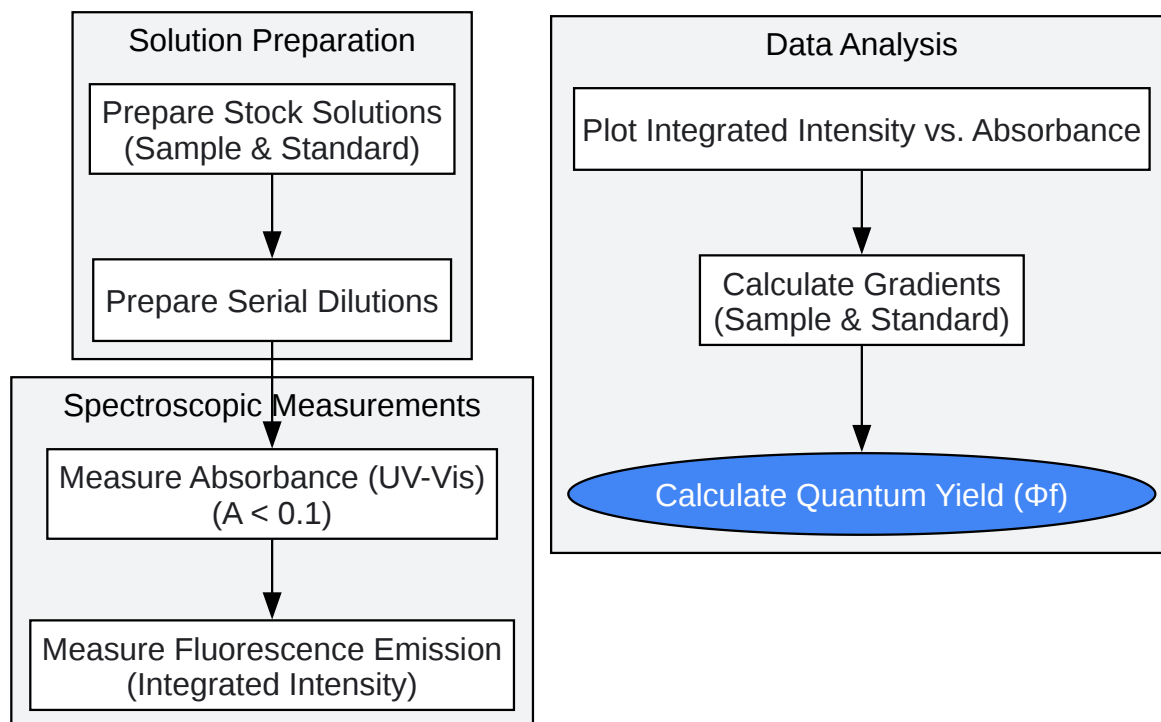 Solution Preparation
Prepare Stock Solutions
(Sample & Standard)
Prepare Serial Dilutions
Spectroscopic Measurements
Measure Absorbance (UV-Vis)
(A < 0.1)
Measure Fluorescence Emission
(Integrated Intensity)
Data Analysis
Plot Integrated Intensity vs. Absorbance
Calculate Gradients
(Sample & Standard)
Calculate Quantum Yield (Φf)